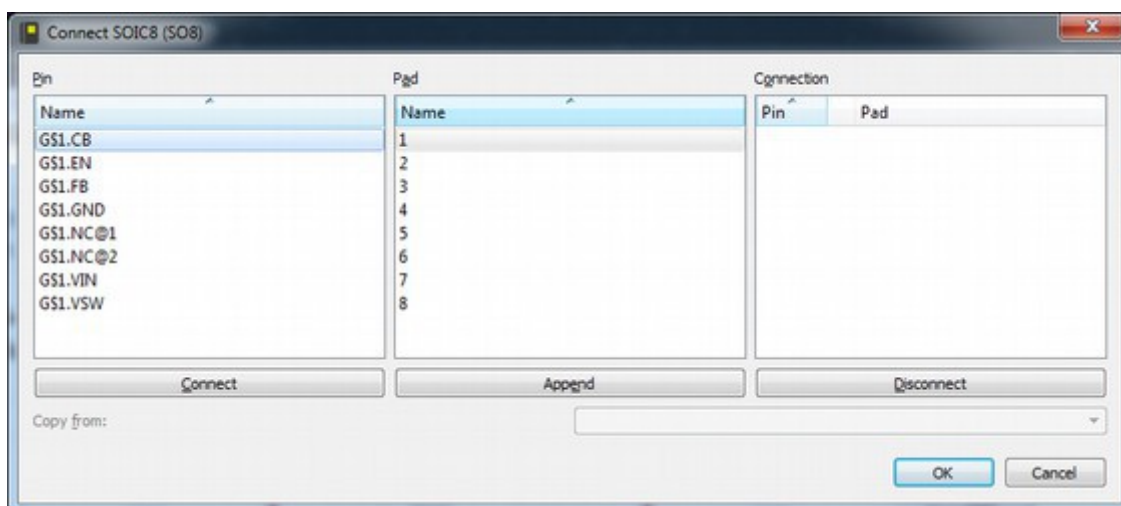 Connect SOIC8 (SO8)
Pin Pad Connection
Name Name Pin Pad
G$1.CB 1
G$1.EN 2
G$1.FB 3
G$1.GND 4
G$1.NC@1 5
G$1.NC@2 6
G$1.VIN 7
G$1.VSW 8
Connect Append Disconnect
Copy from:
OK Cancel